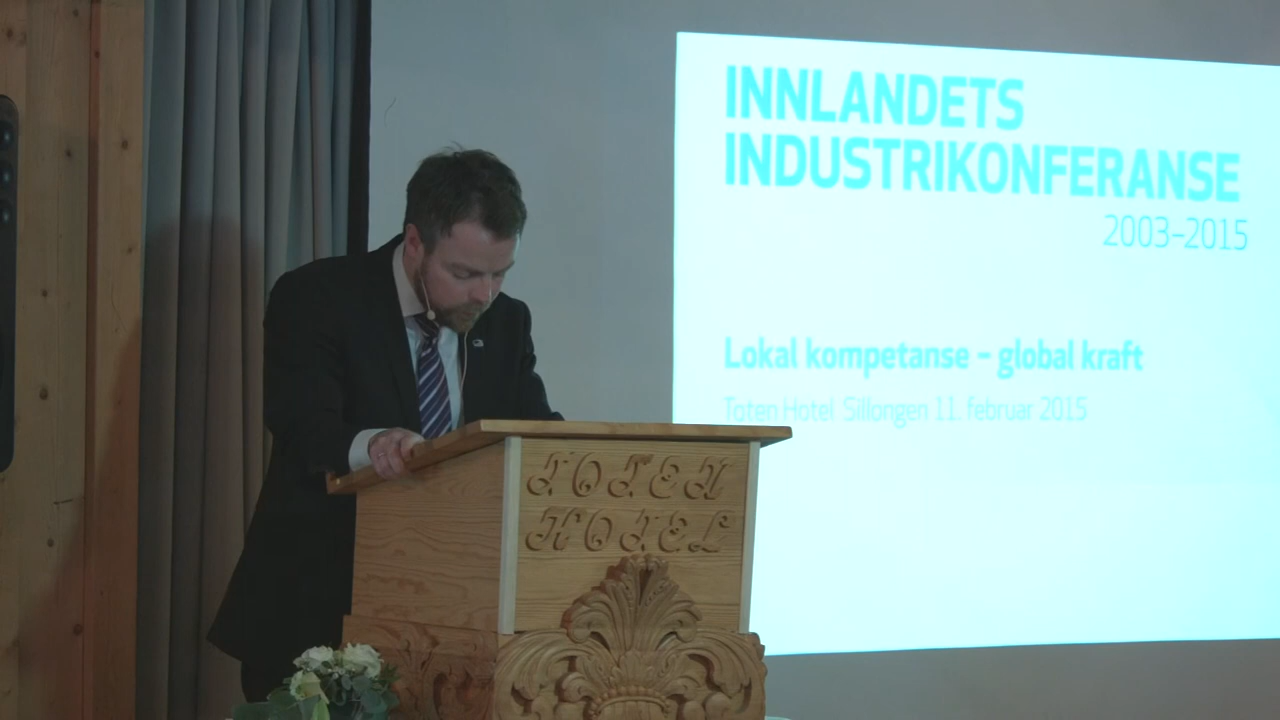 INNLANDETS
INDUSTRIKONFERANSE
2003–2015
Lokal kompetanse – global kraft
Toten Hotel Sillongen 11. februar 2015
TOTEN
HOTEL